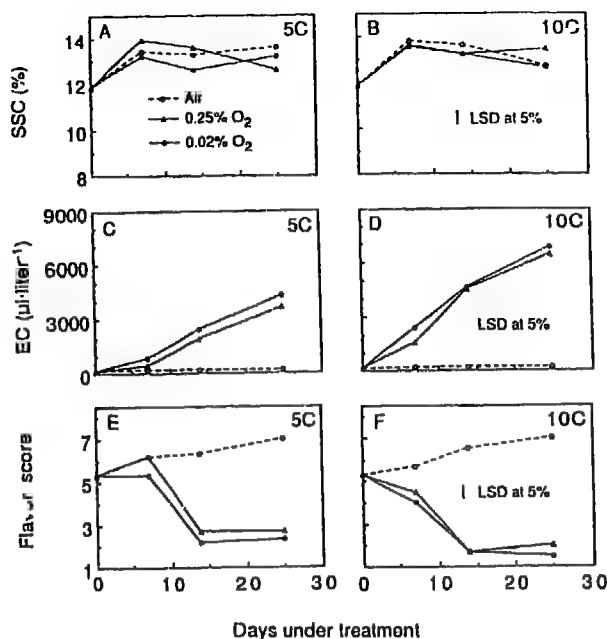 A 5C
B 10C
SSC (%)
14
12
10
8
Air
0.25% O₂
0.02% O₂
LSD at 5%
C 5C
D 10C
EC (µl·liter⁻¹)
9000
6000
3000
0
LSD at 5%
E 5C
F 10C
Flavor score
7
5
3
1
LSD at 5%
0 10 20 30
0 10 20 30
Days under treatment